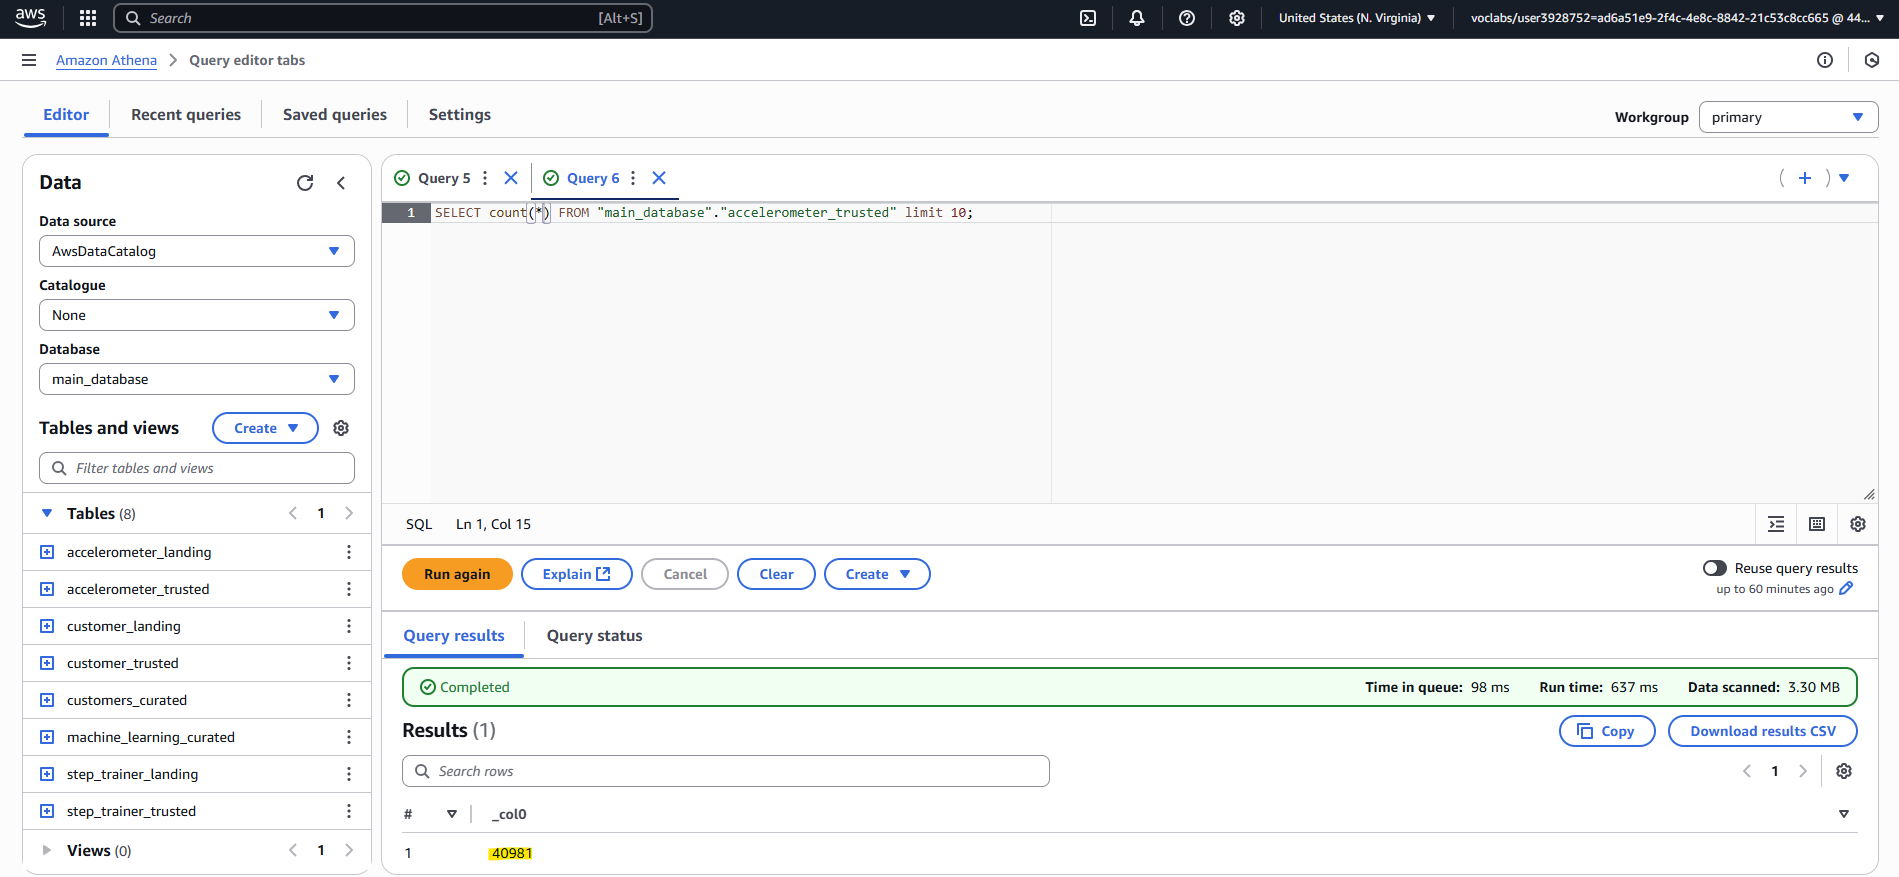 aws Search [Alt+S] United States (N. Virginia) voclabs/user3928752=ad6a51e9-2f4c-4e8c-8842-21c53c8cc665 @ 44...
Amazon Athena > Query editor tabs
Editor Recent queries Saved queries Settings
Workgroup primary
Data
Data source
AwsDataCatalog
Catalogue
None
Database
main_database
Tables and views Create
Filter tables and views
Tables (8) < 1 >
accelerometer_landing
accelerometer_trusted
customer_landing
customer_trusted
customers_curated
machine_learning_curated
step_trainer_landing
step_trainer_trusted
Views (0) < 1 >
Query 5 Query 6
1 SELECT count(*) FROM "main_database"."accelerometer_trusted" limit 10;
SQL Ln 1, Col 15
Run again Explain Cancel Clear Create
Reuse query results
up to 60 minutes ago
Query results Query status
Completed Time in queue: 98 ms Run time: 637 ms Data scanned: 3.30 MB
Results (1) Copy Download results CSV
Search rows < 1 >
# _col0
1 40981